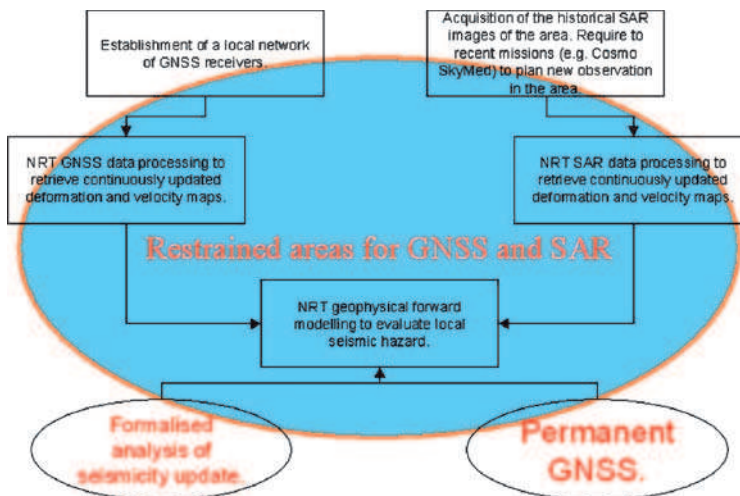 Establishment of a local network
of GNSS receivers.
Acquisition of the historical SAR
images of the area. Require to
recent missions (e.g. Cosmo
SkyMed) to plan new observation
in the area.
NRT GNSS data processing to
retrieve continuously updated
deformation and velocity maps.
NRT SAR data processing to
retrieve continuously updated
deformation and velocity maps.
Restrained areas for GNSS and SAR
NRT geophysical forward
modelling to evaluate local
seismic hazard.
Formalised
analysis of
seismicity update.
Permanent
GNSS.